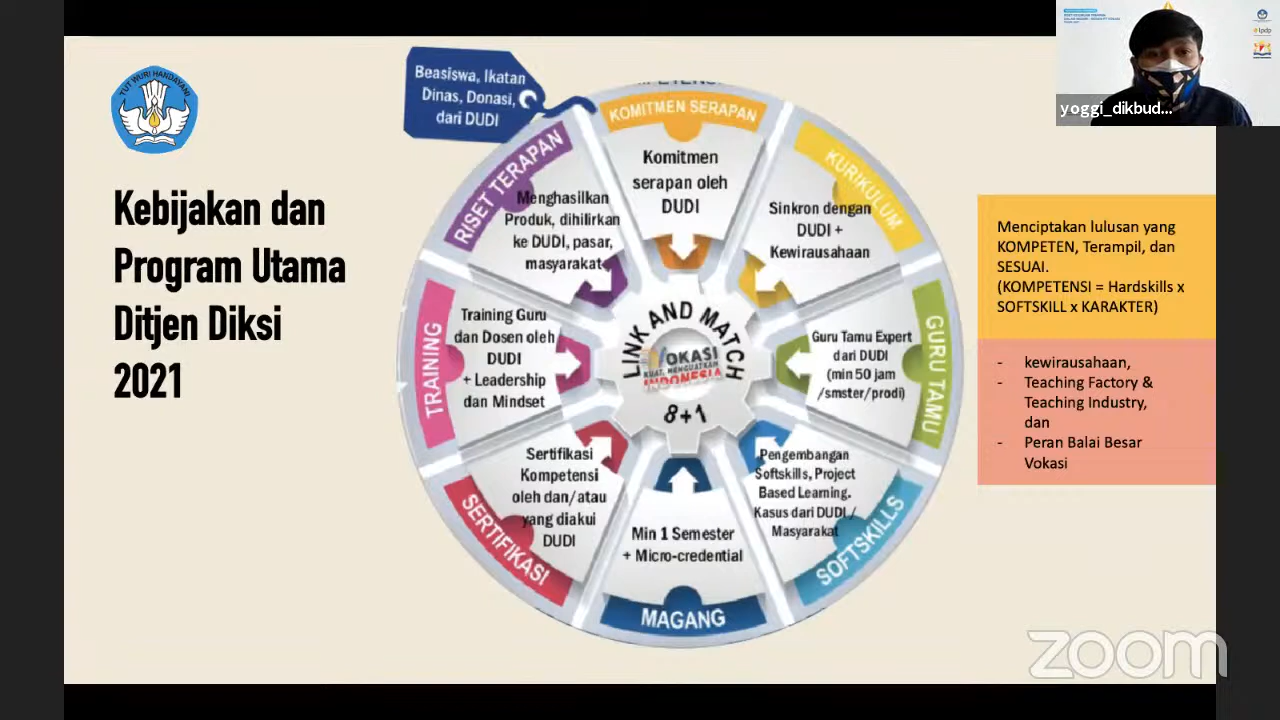 TUT WURI HANDAYANI
Kebijakan dan
Program Utama
Ditjen Diksi
2021
Beasiswa, Ikatan
Dinas, Donasi,
dari DUDI
KOMITMEN SERAPAN
Komitmen
serapan oleh
DUDI
KURIKULUM
Sinkron dengan
DUDI +
Kewirausahaan
GURU TAMU
Guru Tamu Expert
dari DUDI
(min 50 jam
/smster/prodi)
SOFTSKILLS
Pengembangan
Softskills, Project
Based Learning.
Kasus dari DUDI /
Masyarakat
MAGANG
Min 1 Semester
+ Micro-credential
SERTIFIKASI
Sertifikasi
Kompetensi
oleh dan/atau
yang diakui
DUDI
TRAINING
Training Guru
dan Dosen oleh
DUDI
+ Leadership
dan Mindset
RISET TERAPAN
Menghasilkan
Produk, dihilirkan
ke DUDI, pasar,
masyarakat
LINK AND MATCH
VOKASI
KUAT, MENGUATKAN
INDONESIA
8+1
Menciptakan lulusan yang
KOMPETEN, Terampil, dan
SESUAI.
(KOMPETENSI = Hardskills x
SOFTSKILL x KARAKTER)
- kewirausahaan,
- Teaching Factory &
Teaching Industry,
dan
- Peran Balai Besar
Vokasi
lpdp
yoggi_dikbud...
zoom